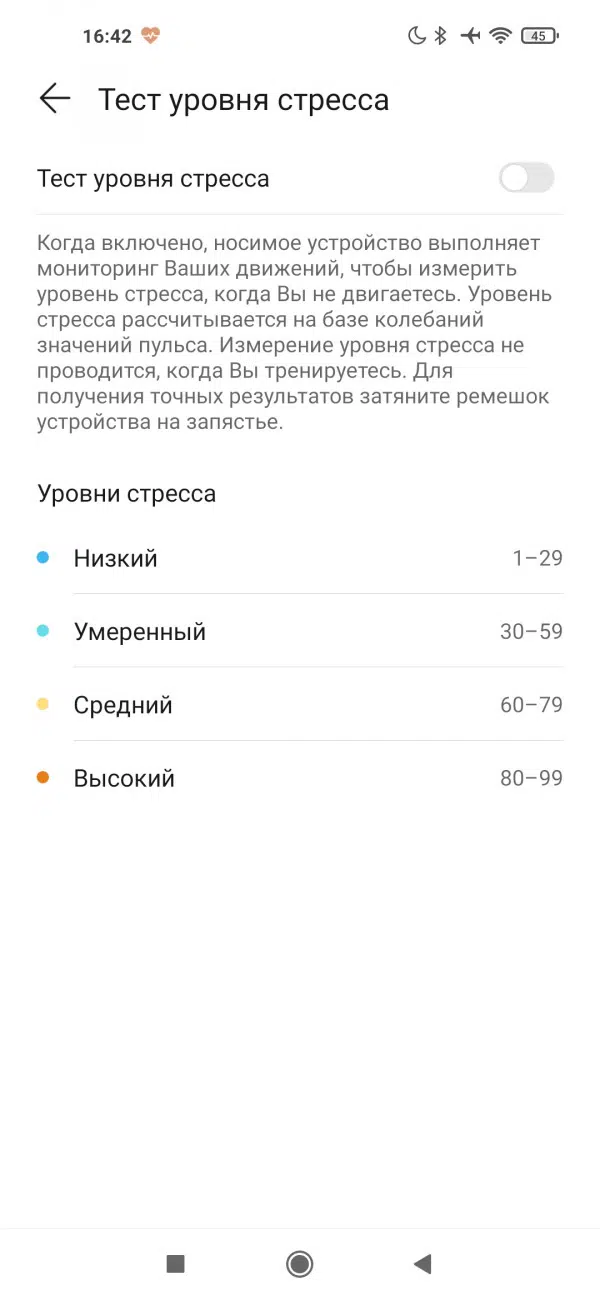 16:42
45
Тест уровня стресса
Тест уровня стресса
Когда включено, носимое устройство выполняет
мониторинг Ваших движений, чтобы измерить
уровень стресса, когда Вы не двигаетесь. Уровень
стресса рассчитывается на базе колебаний
значений пульса. Измерение уровня стресса не
проводится, когда Вы тренируетесь. Для
получения точных результатов затяните ремешок
устройства на запястье.
Уровни стресса
Низкий 1–29
Умеренный 30–59
Средний 60–79
Высокий 80–99